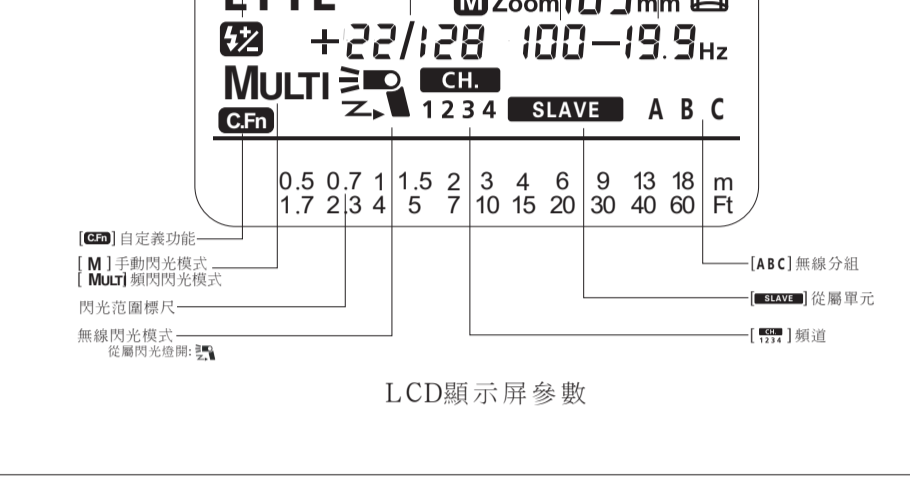 Zoom 105mm
+22/128 100–19.9Hz
MULTI CH.
C.Fn 1 2 3 4 SLAVE A B C
0.5 0.7 1 1.5 2 3 4 6 9 13 18 m
1.7 2.3 4 5 7 10 15 20 30 40 60 Ft
[C.Fn]自定義功能
[ M ]手動閃光模式
[ MULTI]頻閃閃光模式
閃光范圍標尺
無線閃光模式
從屬閃光燈開:
[ABC]無線分組
[SLAVE]從屬單元
[CH. 1234]頻道
LCD顯示屏參數